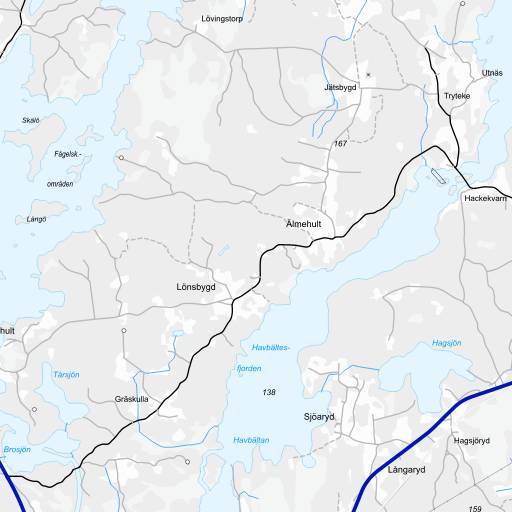 Lövingstorp
Utnäs
Jätsbygd
Tryteke
Skälö
167
Fågelsk.-
områden
Hackekvarn
Långö
Älmehult
Lönsbygd
hult
Havbältes-
fjorden
Hagsjön
Tärsjön
138
Gräskulla
Sjöaryd
Havbältan
Hagsjöryd
Brosjön
Långaryd
159